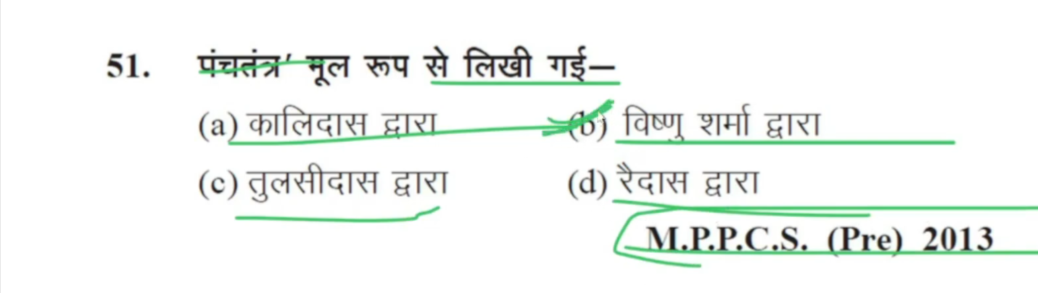 51. पंचतंत्र' मूल रूप से लिखी गई—
(a) कालिदास द्वारा (b) विष्णु शर्मा द्वारा
(c) तुलसीदास द्वारा (d) रैदास द्वारा
M.P.P.C.S. (Pre) 2013